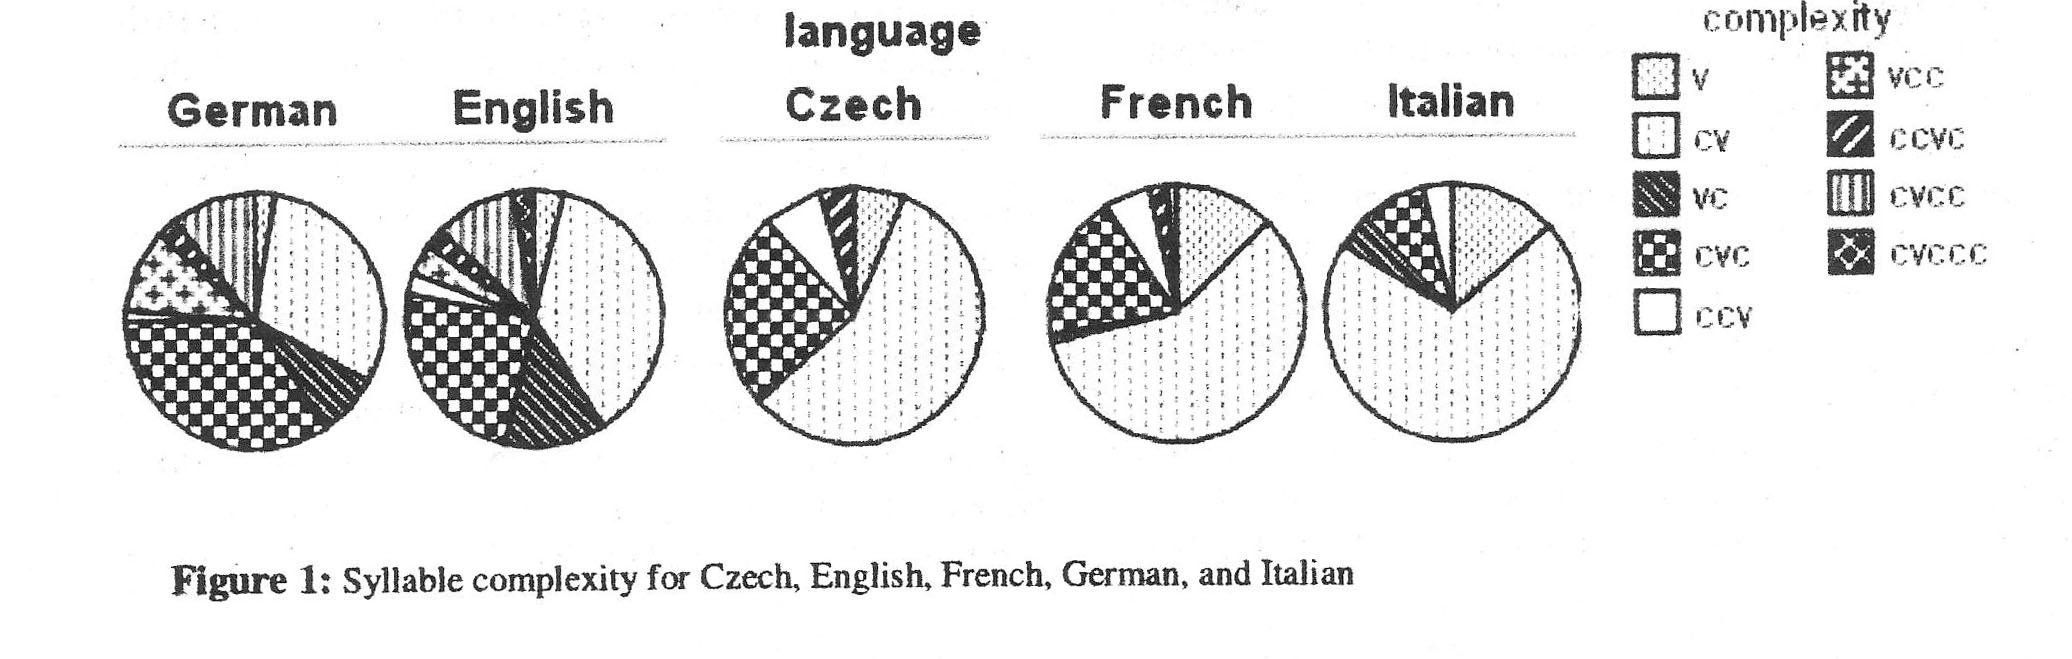 language
German English Czech French Italian
complexity
V VCC
CV CCVC
VC CVCC
CVC CVCCC
CCV
Figure 1: Syllable complexity for Czech, English, French, German, and Italian